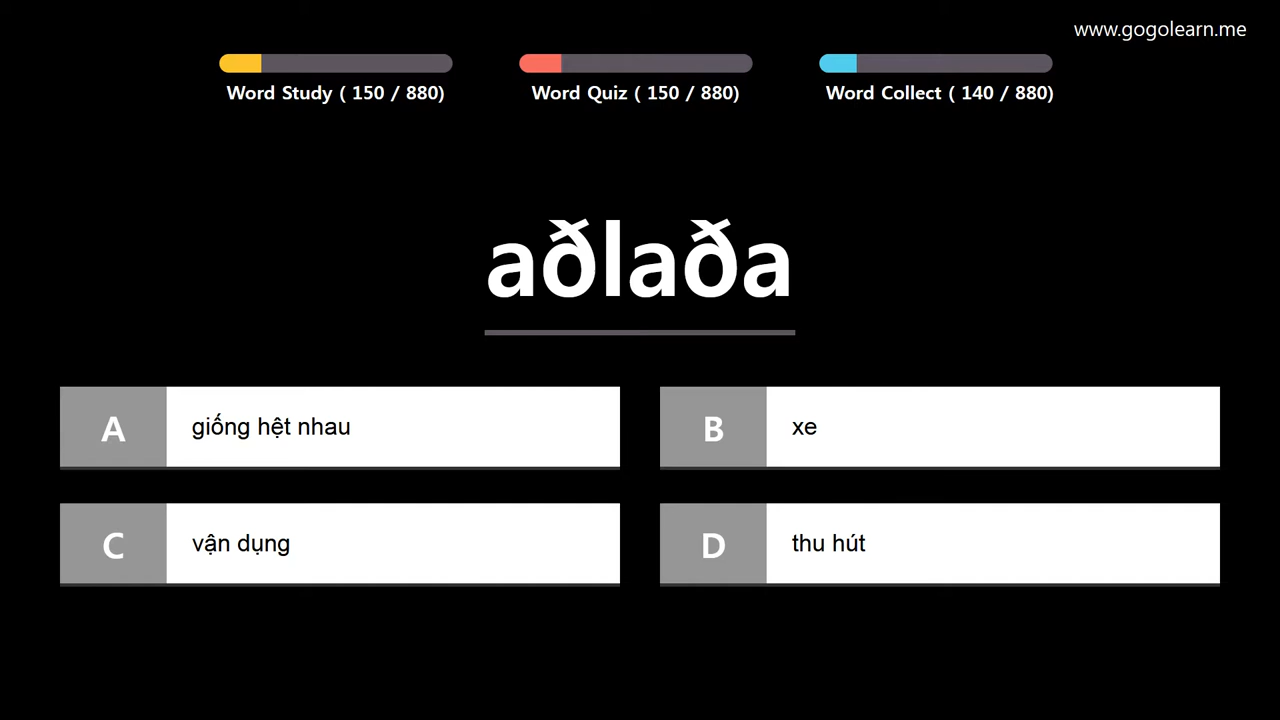 www.gogolearn.me
Word Study ( 150 / 880)
Word Quiz ( 150 / 880)
Word Collect ( 140 / 880)
aðlaða
A giống hệt nhau
B xe
C vận dụng
D thu hút